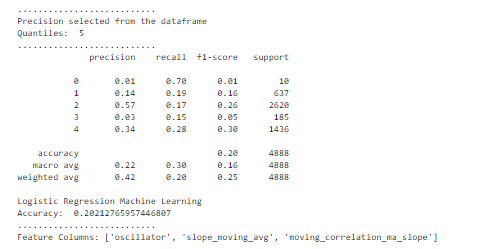 ............................
Precision selected from the dataframe
Quantiles:  5
............................
precision    recall  f1-score   support
0       0.01      0.70      0.01        10
1       0.14      0.19      0.16       637
2       0.57      0.17      0.26      2620
3       0.03      0.15      0.05       185
4       0.34      0.28      0.30      1436
accuracy                           0.20      4888
macro avg       0.22      0.30      0.16      4888
weighted avg       0.42      0.20      0.25      4888
Logistic Regression Machine Learning
Accuracy:  0.20212765957446807
............................
Feature Columns: ['oscillator', 'slope_moving_avg', 'moving_correlation_ma_slope']